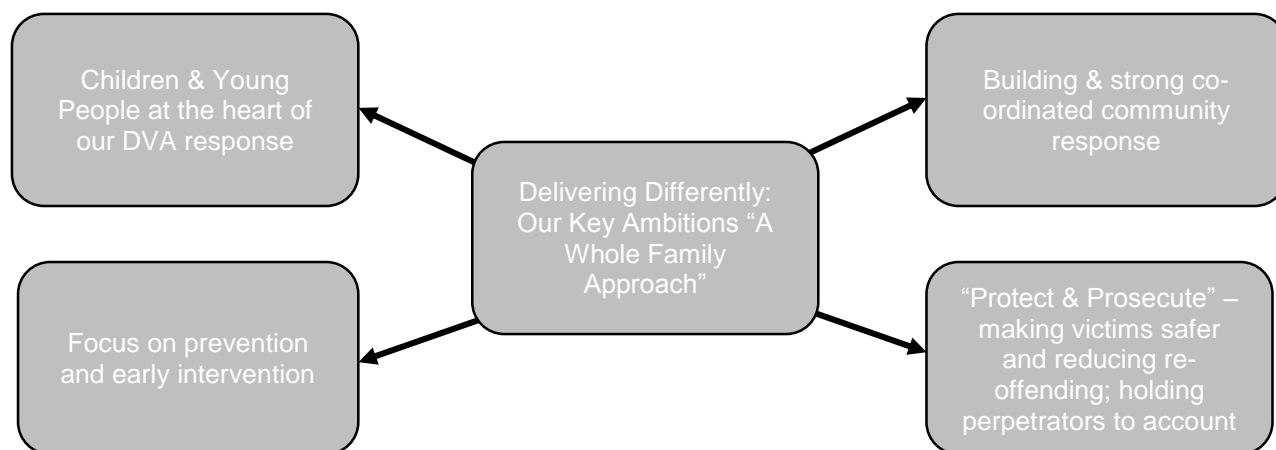 Children & Young
People at the heart of
our DVA response
Building & strong co-
ordinated community
response
Delivering Differently:
Our Key Ambitions “A
Whole Family
Approach”
Focus on prevention
and early intervention
“Protect & Prosecute” –
making victims safer
and reducing re-
offending; holding
perpetrators to account